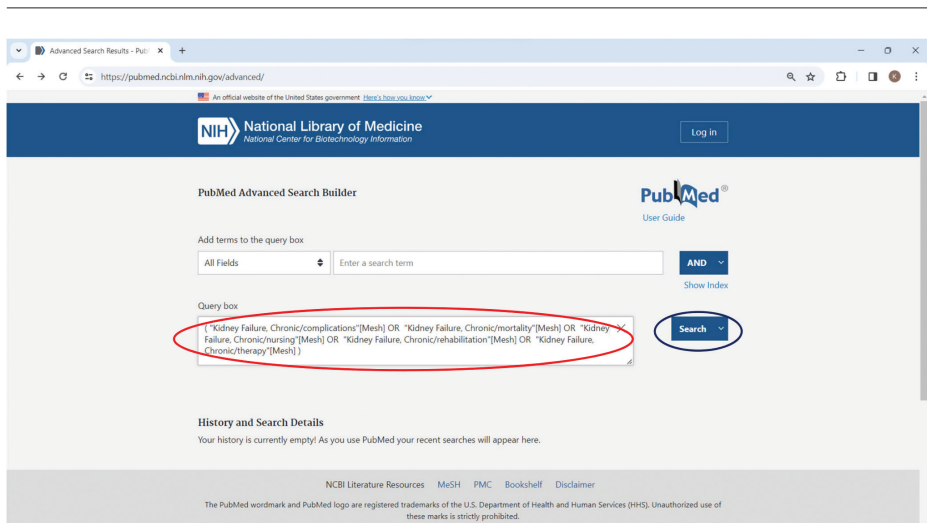 Advanced Search Results - Pub
https://pubmed.ncbi.nlm.nih.gov/advanced/
K
An official website of the United States government Here's how you know
NIH National Library of Medicine
National Center for Biotechnology Information
Log in
PubMed Advanced Search Builder
PubMed®
User Guide
Add terms to the query box
All Fields
Enter a search term
AND
Show Index
Query box
( "Kidney Failure, Chronic/complications"[Mesh] OR "Kidney Failure, Chronic/mortality"[Mesh] OR "Kidney
Failure, Chronic/nursing"[Mesh] OR "Kidney Failure, Chronic/rehabilitation"[Mesh] OR "Kidney Failure,
Chronic/therapy"[Mesh] )
Search
History and Search Details
Your history is currently empty! As you use PubMed your recent searches will appear here.
NCBI Literature Resources MeSH PMC Bookshelf Disclaimer
The PubMed wordmark and PubMed logo are registered trademarks of the U.S. Department of Health and Human Services (HHS). Unauthorized use of
these marks is strictly prohibited.